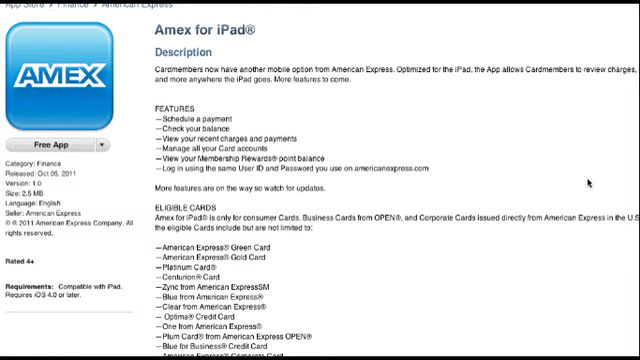 App Store > Finance > American Express
Amex for iPad®
Description
Cardmembers now have another mobile option from American Express. Optimized for the iPad, the App allows Cardmembers to review charges,
and more anywhere the iPad goes. More features to come.
FEATURES
—Schedule a payment
—Check your balance
—View your recent charges and payments
—Manage all your Card accounts
—View your Membership Rewards® point balance
—Log in using the same User ID and Password you use on americanexpress.com
More features are on the way so watch for updates.
ELIGIBLE CARDS
Amex for iPad® is only for consumer Cards, Business Cards from OPEN®, and Corporate Cards issued directly from American Express in the U.S
the eligible Cards include but are not limited to:
—American Express® Green Card
—American Express® Gold Card
—Platinum Card®
—Centurion® Card
—Zync from American ExpressSM
—Blue from American Express®
—Clear from American Express®
— Optima® Credit Card
—One from American Express®
—Plum Card® from American Express OPEN®
—Blue for Business® Credit Card
—American Express® Corporate Card
AMEX
Free App
Category: Finance
Released: Oct 05, 2011
Version: 1.0
Size: 2.5 MB
Language: English
Seller: American Express
© 2011 American Express Company. All
rights reserved.
Rated 4+
Requirements: Compatible with iPad.
Requires iOS 4.0 or later.